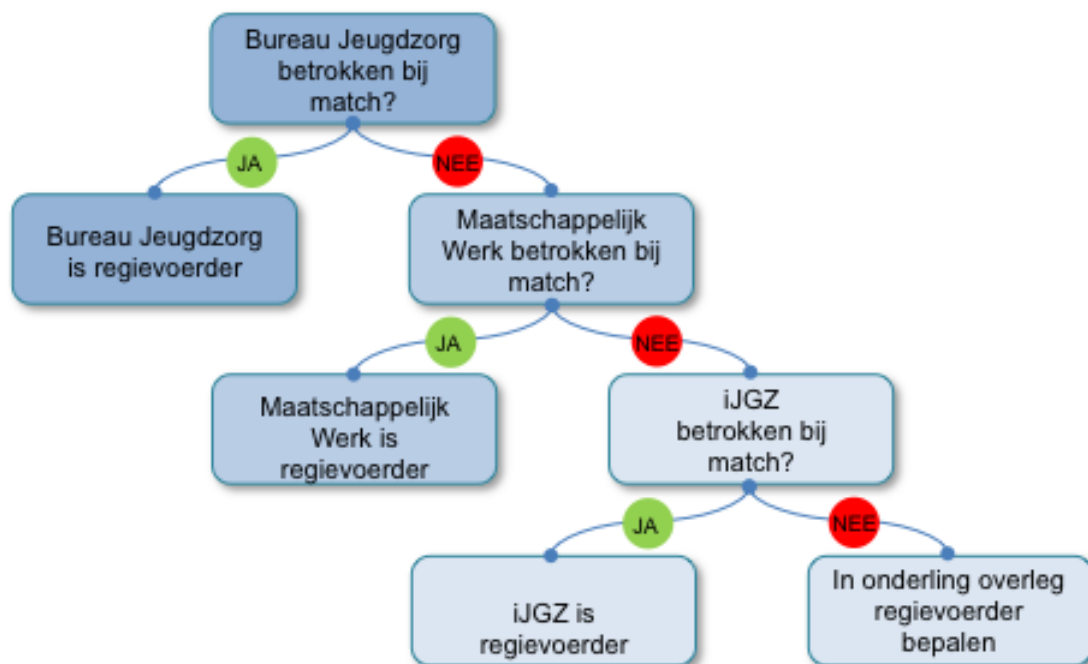 Bureau Jeugdzorg
betrokken bij
match?
JA
NEE
Bureau Jeugdzorg
is regievoerder
Maatschappelijk
Werk betrokken bij
match?
JA
NEE
Maatschappelijk
Werk is
regievoerder
iJGZ
betrokken bij
match?
JA
NEE
iJGZ is
regievoerder
In onderling overleg
regievoerder
bepalen